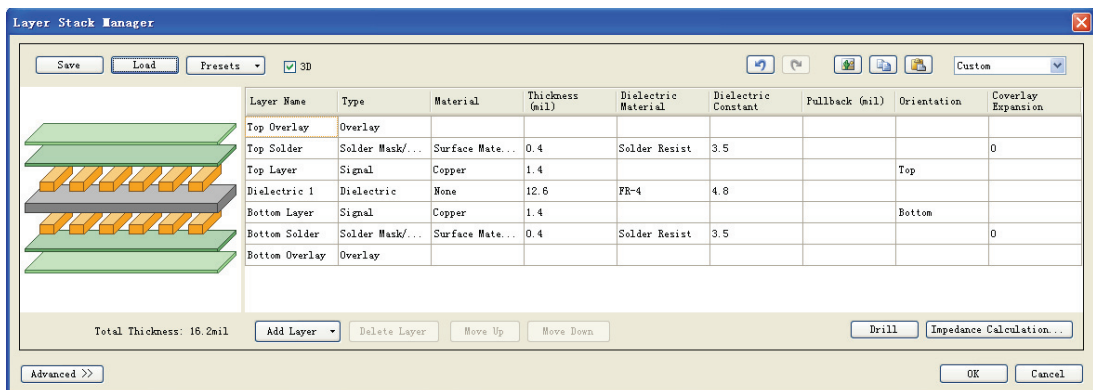 Layer Stack Manager
Save Load Presets 3D Custom
Layer Name Type Material Thickness (mil) Dielectric Material Dielectric Constant Pullback (mil) Orientation Coverlay Expansion
Top Overlay Overlay
Top Solder Solder Mask/... Surface Mate... 0.4 Solder Resist 3.5 0
Top Layer Signal Copper 1.4 Top
Dielectric 1 Dielectric None 12.6 FR-4 4.8
Bottom Layer Signal Copper 1.4 Bottom
Bottom Solder Solder Mask/... Surface Mate... 0.4 Solder Resist 3.5 0
Bottom Overlay Overlay
Total Thickness: 16.2mil Add Layer Delete Layer Move Up Move Down Drill Impedance Calculation...
Advanced >> OK Cancel